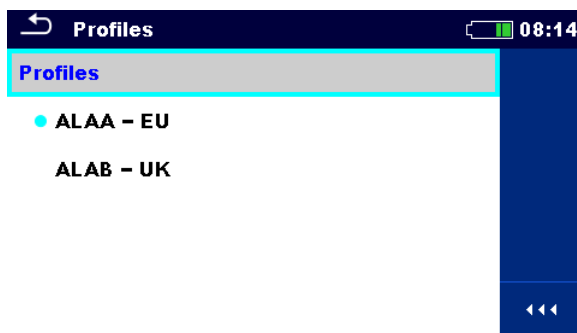 Profiles 08:14
Profiles
ALAA – EU
ALAB – UK